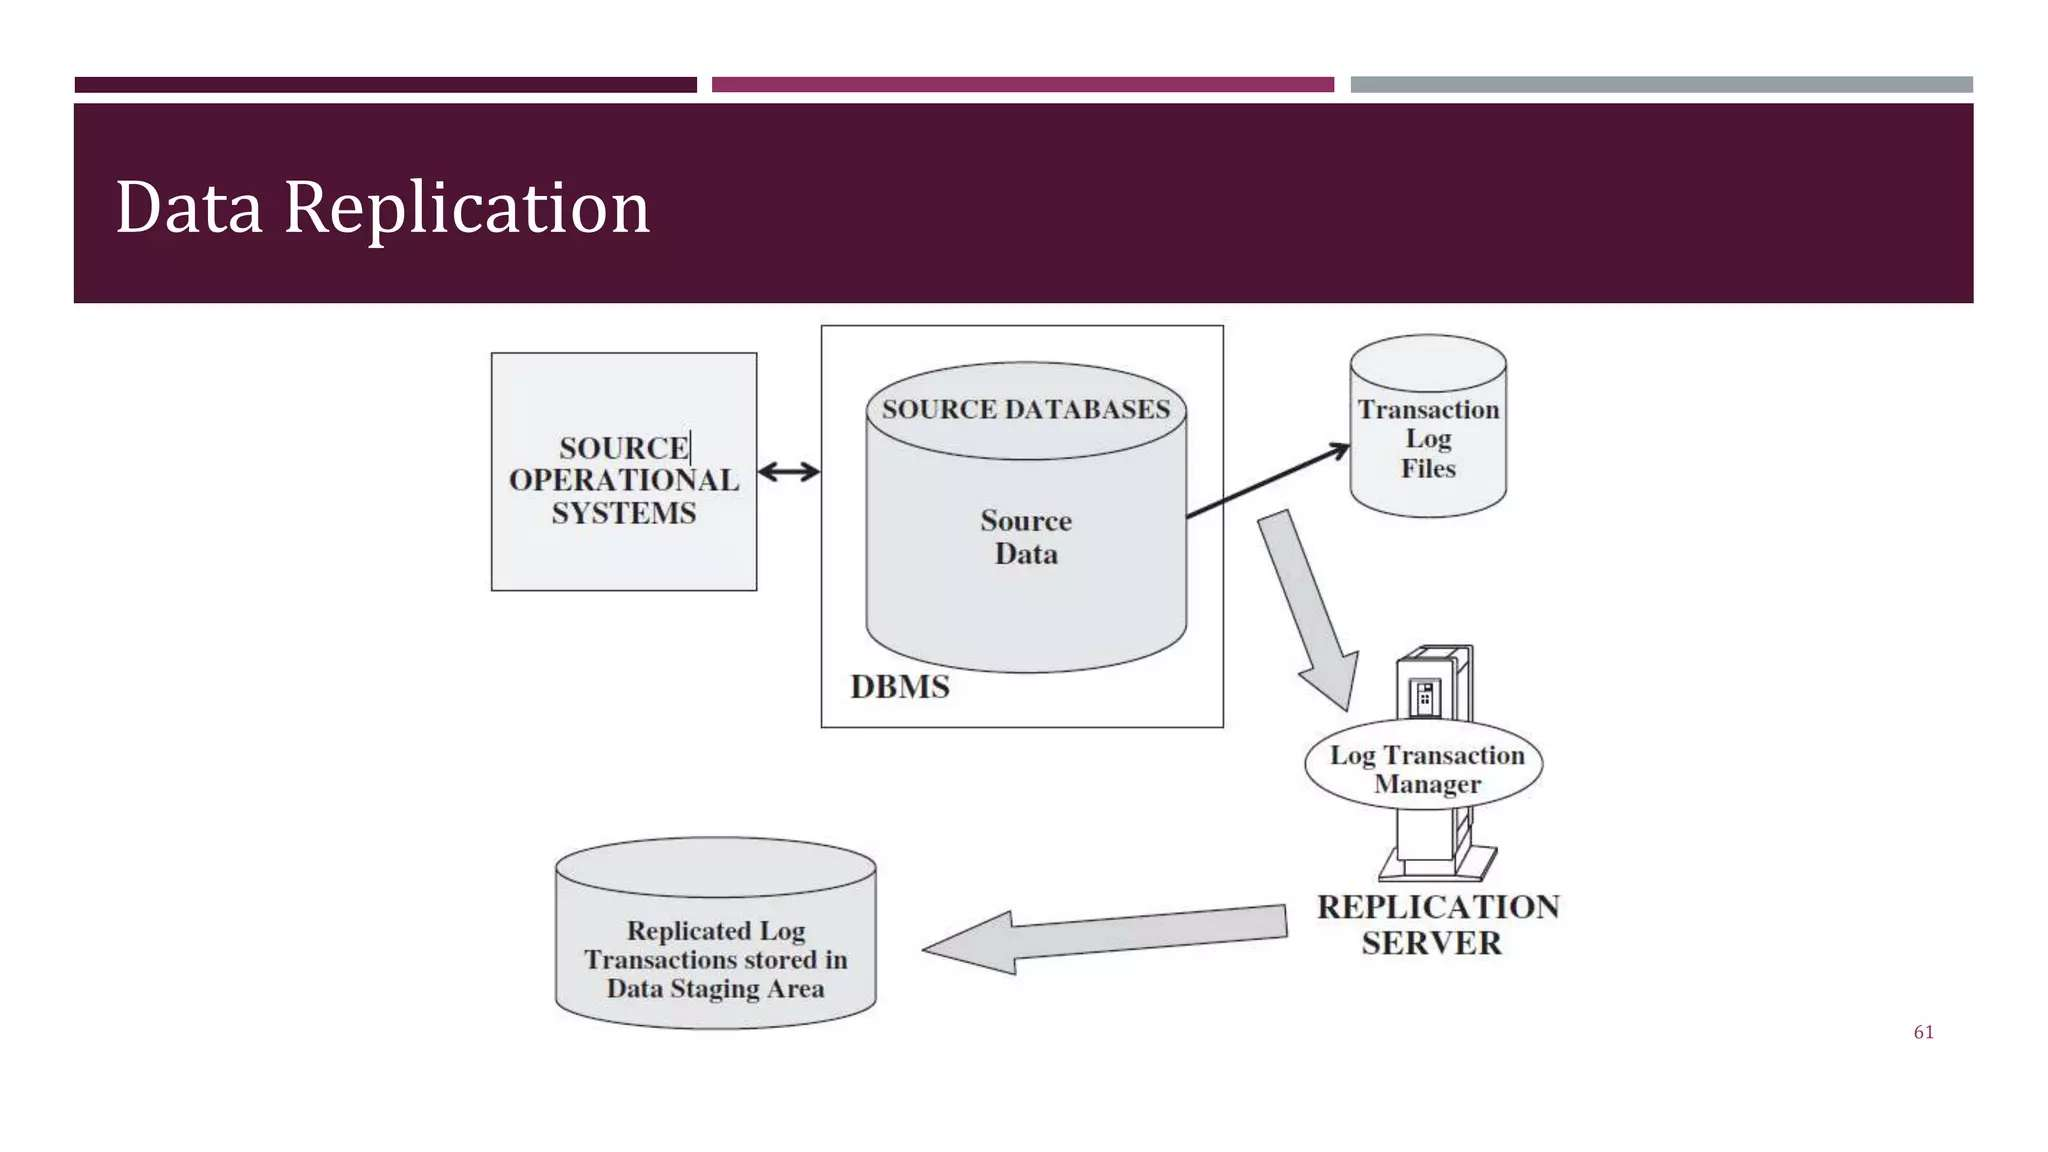 Data Replication
SOURCE
OPERATIONAL
SYSTEMS
SOURCE DATABASES
Source
Data
DBMS
Transaction
Log
Files
Log Transaction
Manager
REPLICATION
SERVER
Replicated Log
Transactions stored in
Data Staging Area
61